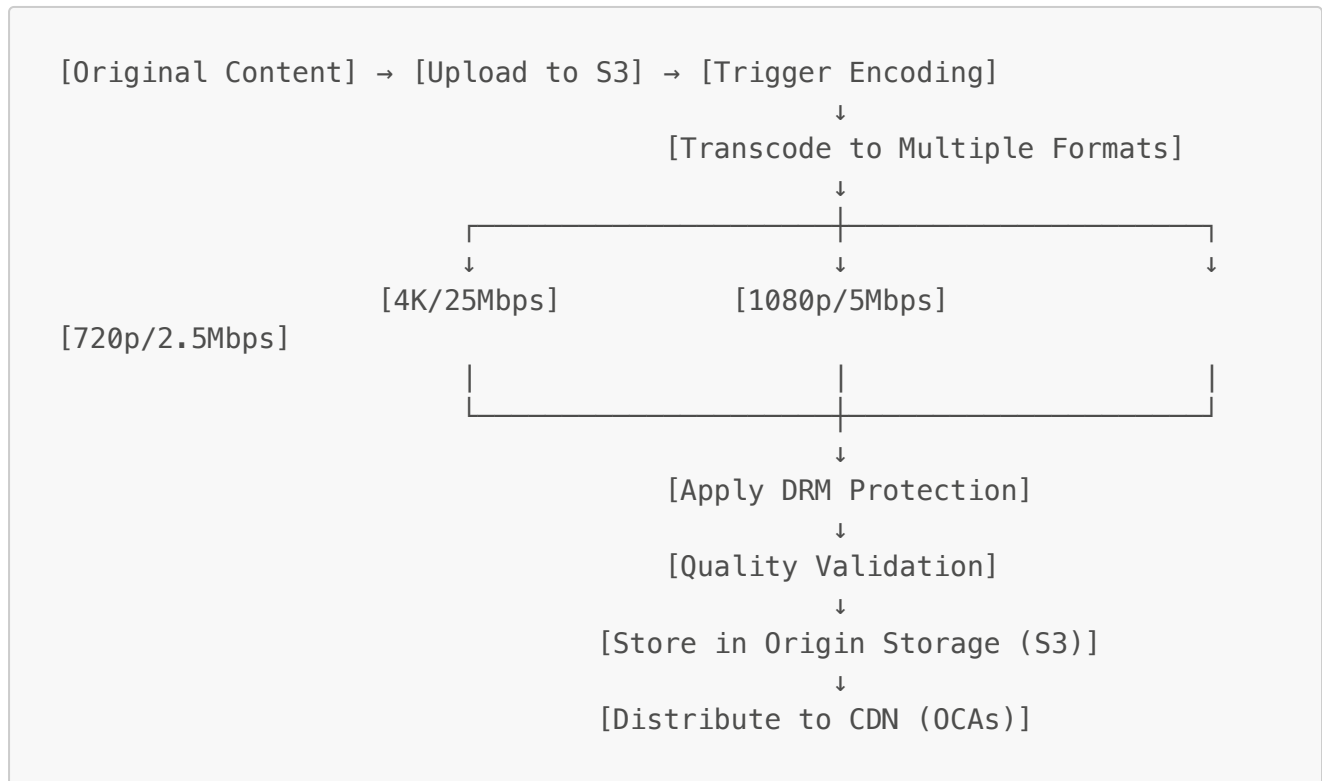 [Original Content] → [Upload to S3] → [Trigger Encoding]
↓
[Transcode to Multiple Formats]
↓
↓ ↓ ↓
[4K/25Mbps] [1080p/5Mbps]
[720p/2.5Mbps]
↓
[Apply DRM Protection]
↓
[Quality Validation]
↓
[Store in Origin Storage (S3)]
↓
[Distribute to CDN (OCAs)]